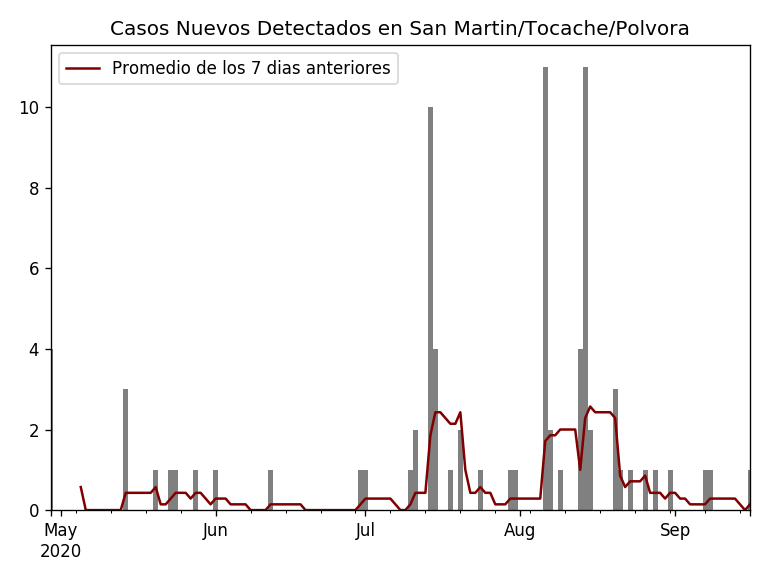 Casos Nuevos Detectados en San Martin/Tocache/Polvora
Promedio de los 7 dias anteriores
10
8
6
4
2
0
May Jun Jul Aug Sep
2020